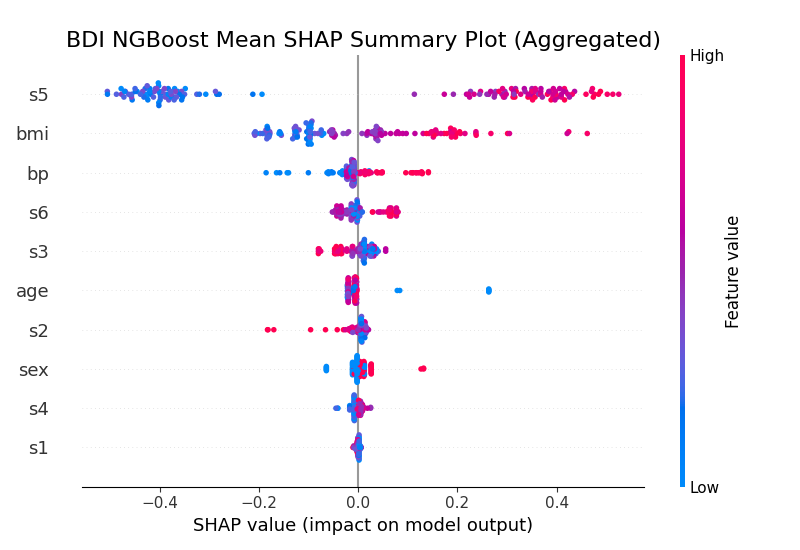 BDI NGBoost Mean SHAP Summary Plot (Aggregated)
High
s5
bmi
bp
s6
s3
age
s2
sex
s4
s1
Feature value
Low
−0.4 −0.2 0.0 0.2 0.4
SHAP value (impact on model output)